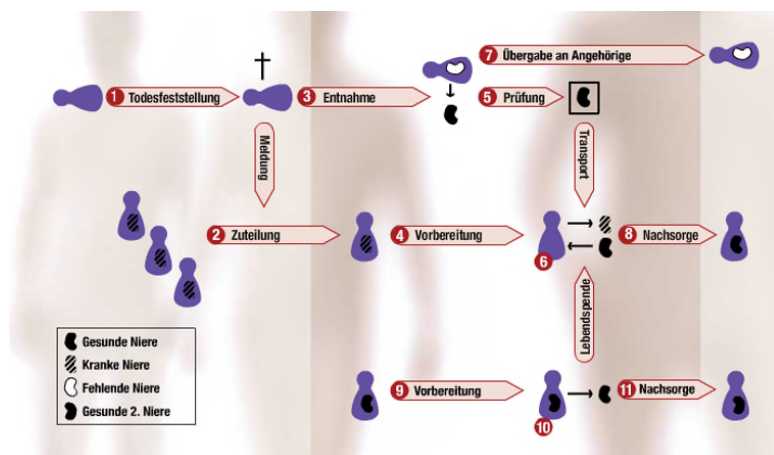 7 Übergabe an Angehörige
1 Todesfeststellung
3 Entnahme
5 Prüfung
Meldung
Transport
2 Zuteilung
4 Vorbereitung
6
8 Nachsorge
Lebendspende
Gesunde Niere
Kranke Niere
Fehlende Niere
Gesunde 2. Niere
9 Vorbereitung
10
11 Nachsorge